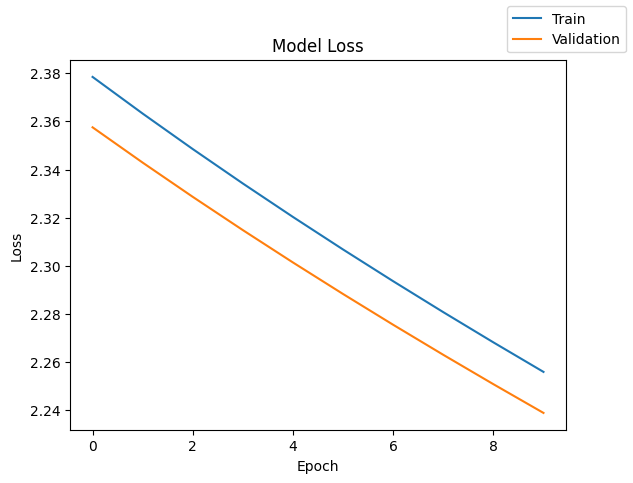 Train
Validation
Model Loss
2.38
2.36
2.34
2.32
2.30
2.28
2.26
2.24
Loss
0 2 4 6 8
Epoch